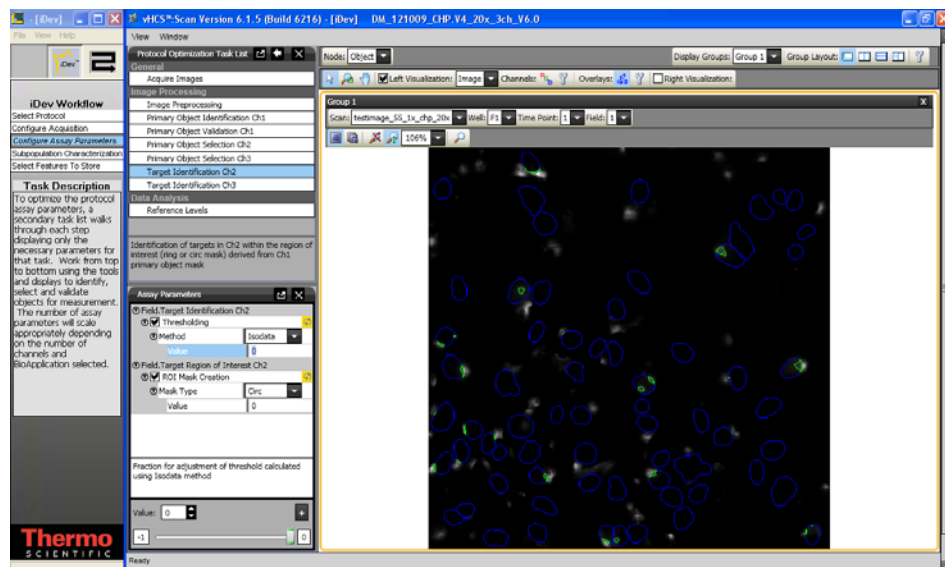 - [iDev]
vHCS™:Scan Version 6.1.5 (Build 6216) - [iDev]    DM_121009_CHP.V4_20x_3ch_V6.0
File View Help
View Window
iDev™
iDev Workflow
Select Protocol
Configure Acquisition
Configure Assay Parameters
Subpopulation Characterization
Select Features To Store
Task Description
To optimize the protocol
assay parameters, a
secondary task list walks
through each step
displaying only the
necessary parameters for
that task. Work from top
to bottom using the tools
and displays to identify,
select and validate
objects for measurement.
The number of assay
parameters will scale
appropriately depending
on the number of
channels and
BioApplication selected.
Thermo
SCIENTIFIC
Protocol Optimization Task List
General
Acquire Images
Image Processing
Image Preprocessing
Primary Object Identification Ch1
Primary Object Validation Ch1
Primary Object Selection Ch2
Primary Object Selection Ch3
Target Identification Ch2
Target Identification Ch3
Data Analysis
Reference Levels
Identification of targets in Ch2 within the region of
interest (ring or circ mask) derived from Ch1
primary object mask
Assay Parameters
Field.Target Identification Ch2
Thresholding
Method Isodata
Value 0
Field.Target Region of Interest Ch2
ROI Mask Creation
Mask Type Circ
Value 0
Fraction for adjustment of threshold calculated
using Isodata method
Value: 0
-1 0
Ready
Node: Object Display Groups: Group 1 Group Layout:
Left Visualization: Image Channels: Overlays: Right Visualization:
Group 1 X
Scan: testimage_55_1x_chp_20x Well: F1 Time Point: 1 Field: 1
106%